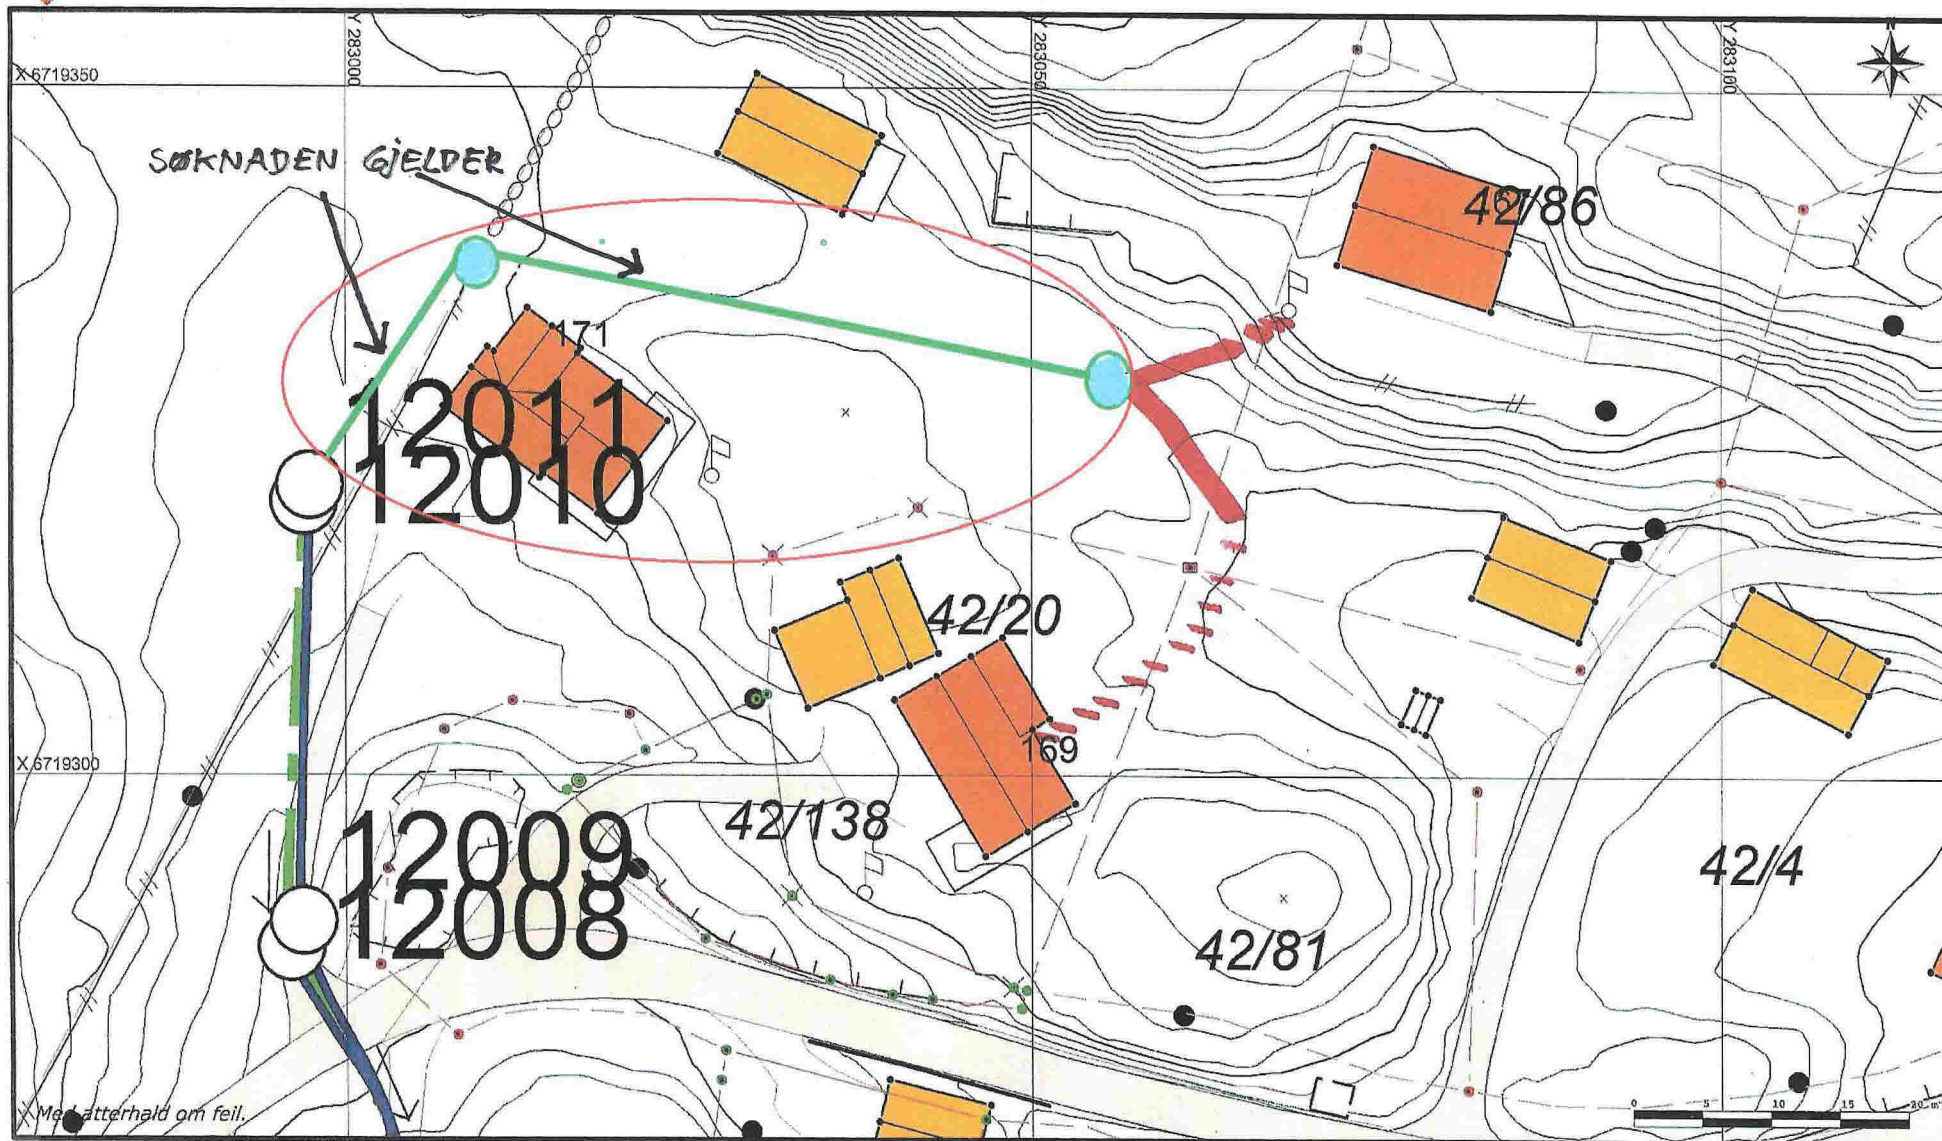 Y 283000
Y 283050
Y 283100
N
X 6719350
SØKNADEN GJELDER
42/86
171
12011
12010
42/20
169
X 6719300
42/138
12009
12008
42/4
42/81
Med atterhald om feil.
0 5 10 15 20 m